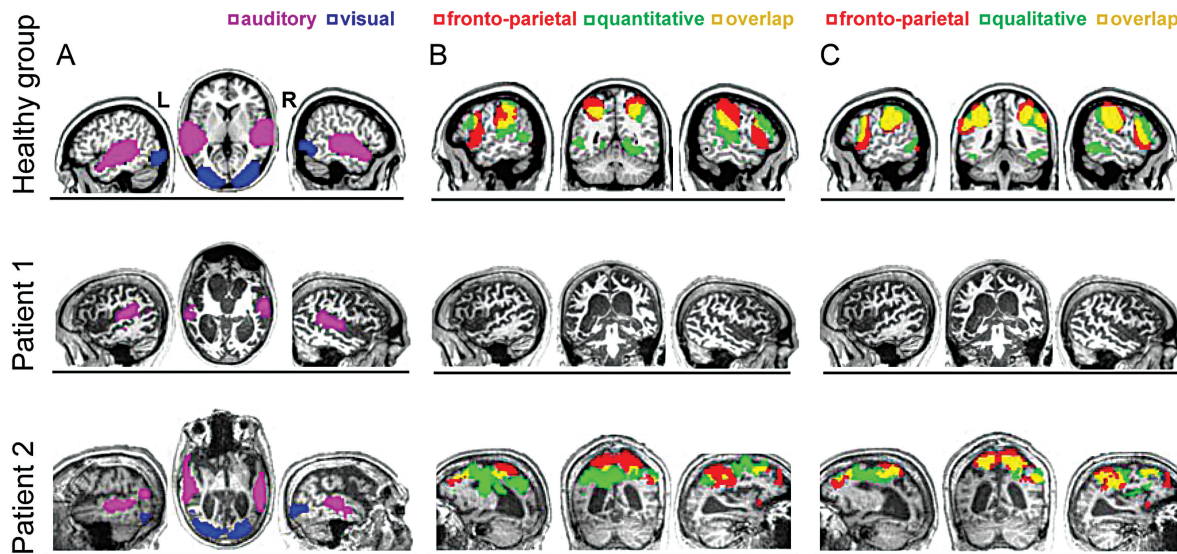 auditory visual
fronto-parietal quantitative overlap
fronto-parietal qualitative overlap
A
B
C
L
R
Healthy group
Patient 1
Patient 2